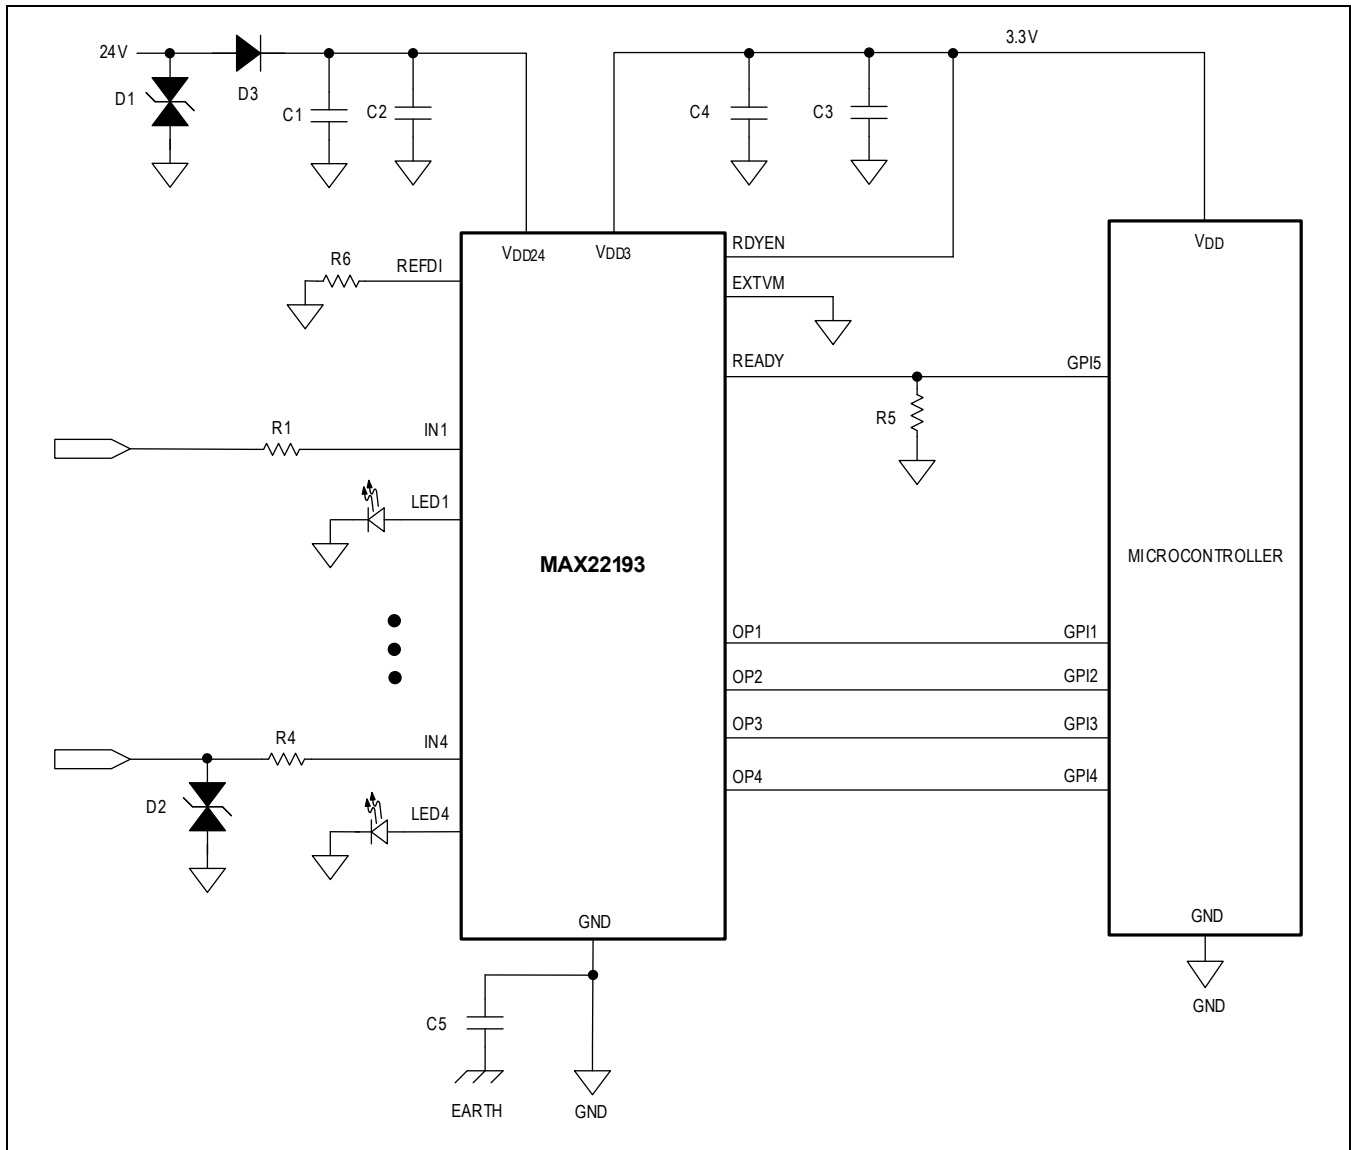 24V
3.3V
D1
D3
C1
C2
C4
C3
VDD24
VDD3
RDYEN
VDD
R6
REFDI
EXTVM
READY
GPI5
R5
R1
IN1
LED1
MAX22193
MICROCONTROLLER
OP1
GPI1
OP2
GPI2
OP3
GPI3
OP4
GPI4
R4
IN4
D2
LED4
GND
GND
GND
C5
EARTH
GND